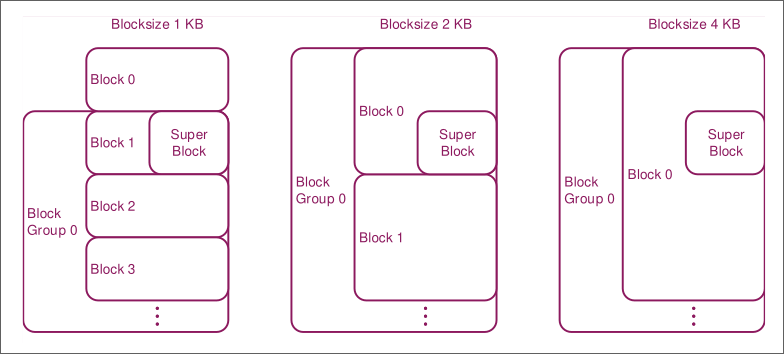 Blocksize 1 KB
Block 0
Block 1
Super
Block
Block 2
Block
Group 0
Block 3
Blocksize 2 KB
Block 0
Super
Block
Block
Group 0
Block 1
Blocksize 4 KB
Super
Block
Block 0
Block
Group 0